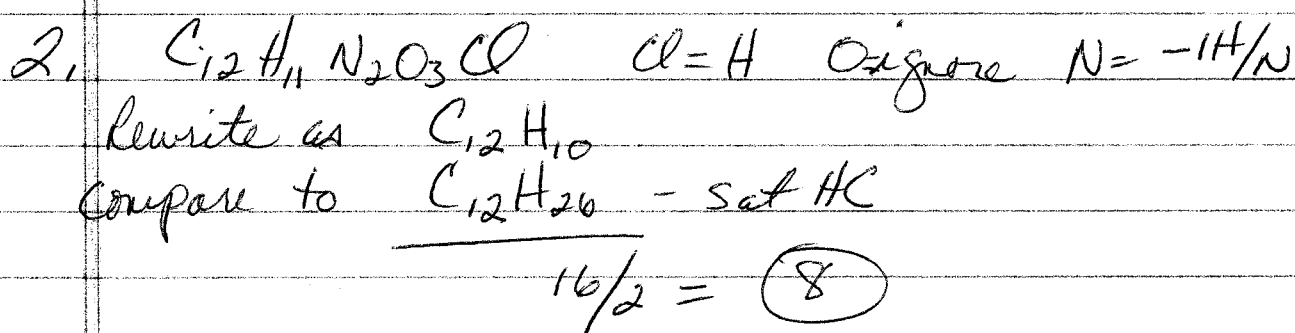 2. C12H11N2O3Cl Cl=H O=ignore N= -1H/N
Rewrite as C12H10
Compare to C12H26 - sat HC
16/2 = 8